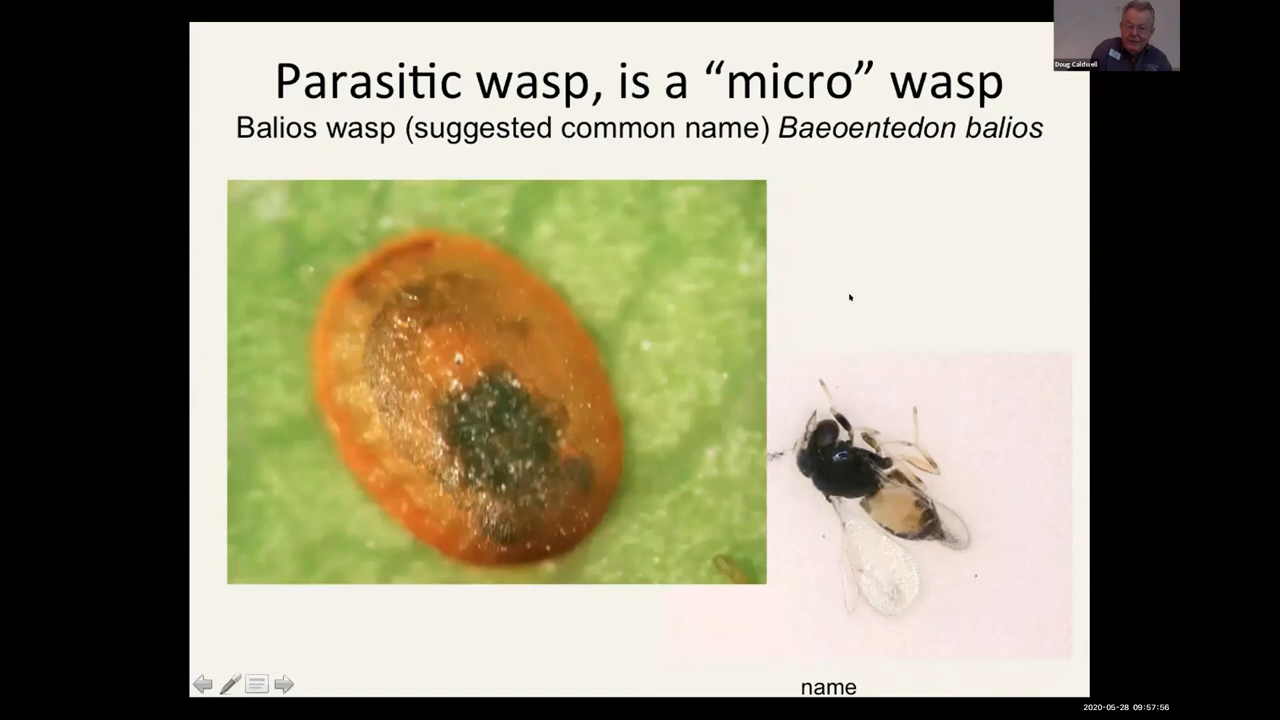 Doug Caldwell
Parasitic wasp, is a “micro” wasp
Balios wasp (suggested common name) Baeoentedon balios
name
2020-05-28 09:57:56